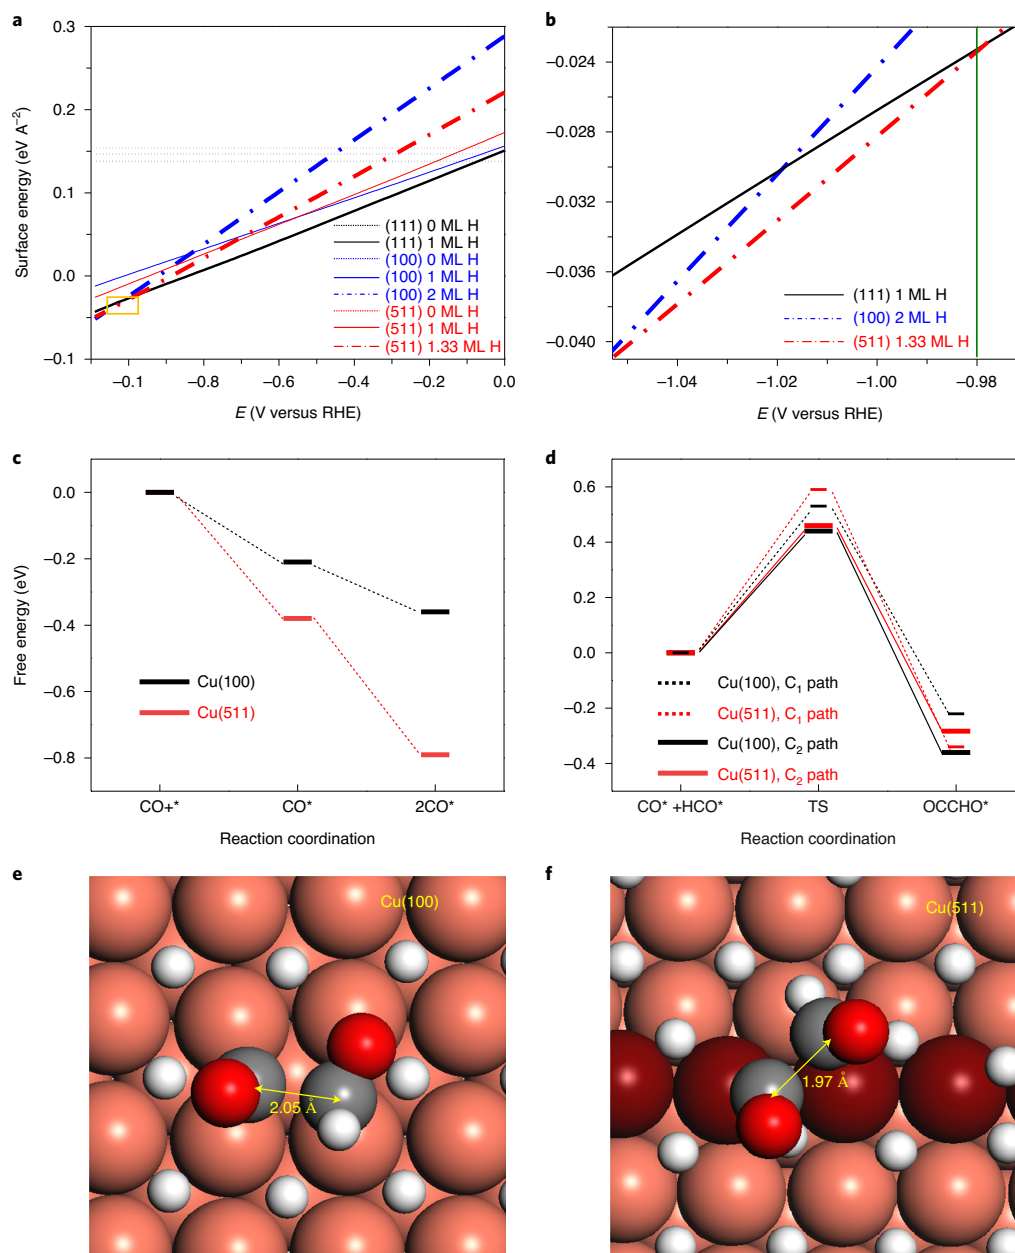 a
0.3
0.2
0.1
0.0
−0.1
Surface energy (eV A⁻²)
(111) 0 ML H
(111) 1 ML H
(100) 0 ML H
(100) 1 ML H
(100) 2 ML H
(511) 0 ML H
(511) 1 ML H
(511) 1.33 ML H
−0.1 −0.8 −0.6 −0.4 −0.2 0.0
E (V versus RHE)
b
−0.024
−0.028
−0.032
−0.036
−0.040
(111) 1 ML H
(100) 2 ML H
(511) 1.33 ML H
−1.04 −1.02 −1.00 −0.98
E (V versus RHE)
c
0.0
−0.2
−0.4
−0.6
−0.8
Free energy (eV)
Cu(100)
Cu(511)
CO+* CO* 2CO*
Reaction coordination
d
0.6
0.4
0.2
0.0
−0.2
−0.4
Cu(100), C₁ path
Cu(511), C₁ path
Cu(100), C₂ path
Cu(511), C₂ path
CO* +HCO* TS OCCHO*
Reaction coordination
e
Cu(100)
2.05 Å
f
Cu(511)
1.97 Å